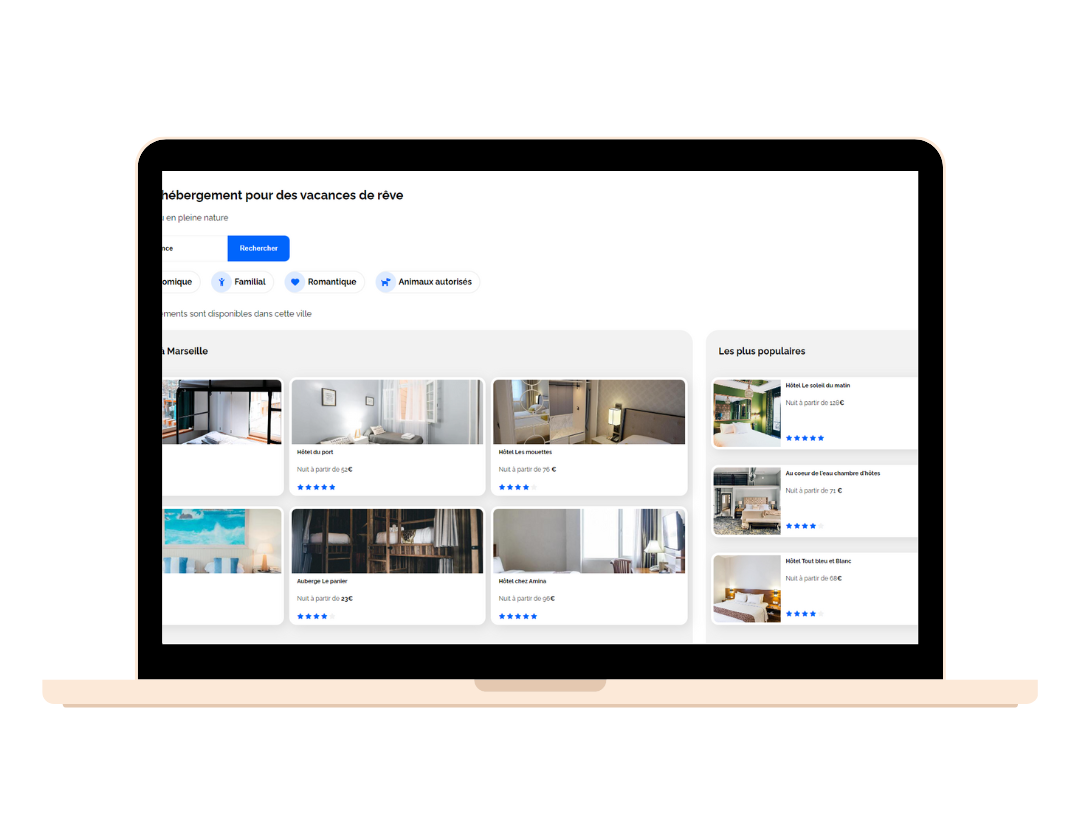 hébergement pour des vacances de rêve
en pleine nature
Rechercher
Familial
Romantique
Animaux autorisés
sont disponibles dans cette ville
à Marseille
Hôtel du port
Nuit à partir de 52€
Hôtel Les mouettes
Nuit à partir de 76 €
Auberge Le panier
Nuit à partir de 23€
Hôtel chez Amina
Nuit à partir de 96€
Les plus populaires
Hôtel Le soleil du matin
Nuit à partir de 128€
Au coeur de l'eau chambre d'hôtes
Nuit à partir de 71 €
Hôtel Tout bleu et Blanc
Nuit à partir de 68€